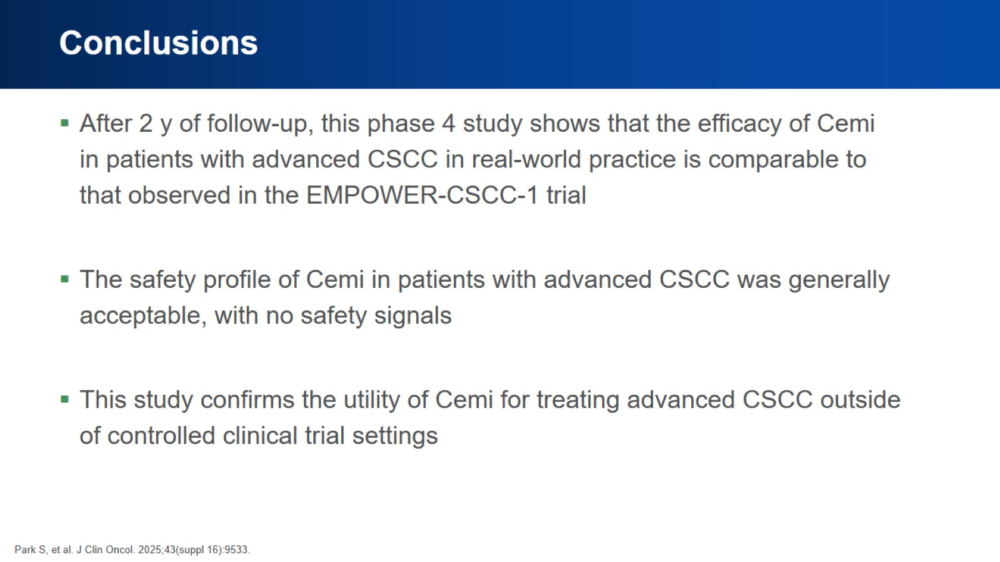 Conclusions
▪ After 2 y of follow-up, this phase 4 study shows that the efficacy of Cemi
in patients with advanced CSCC in real-world practice is comparable to
that observed in the EMPOWER-CSCC-1 trial
▪ The safety profile of Cemi in patients with advanced CSCC was generally
acceptable, with no safety signals
▪ This study confirms the utility of Cemi for treating advanced CSCC outside
of controlled clinical trial settings
Park S, et al. J Clin Oncol. 2025;43(suppl 16):9533.